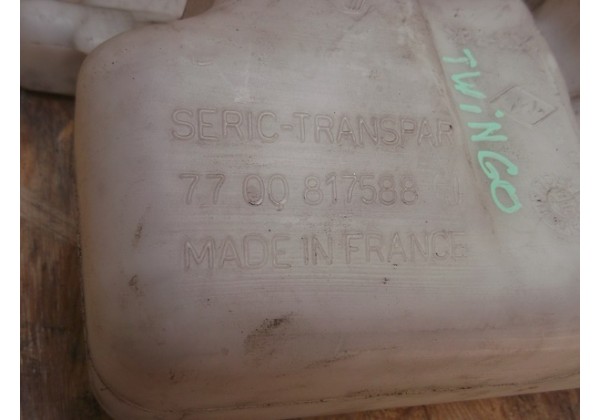 SERIC-TRANSPAR
77 00 817588
MADE IN FRANCE
TWINGO